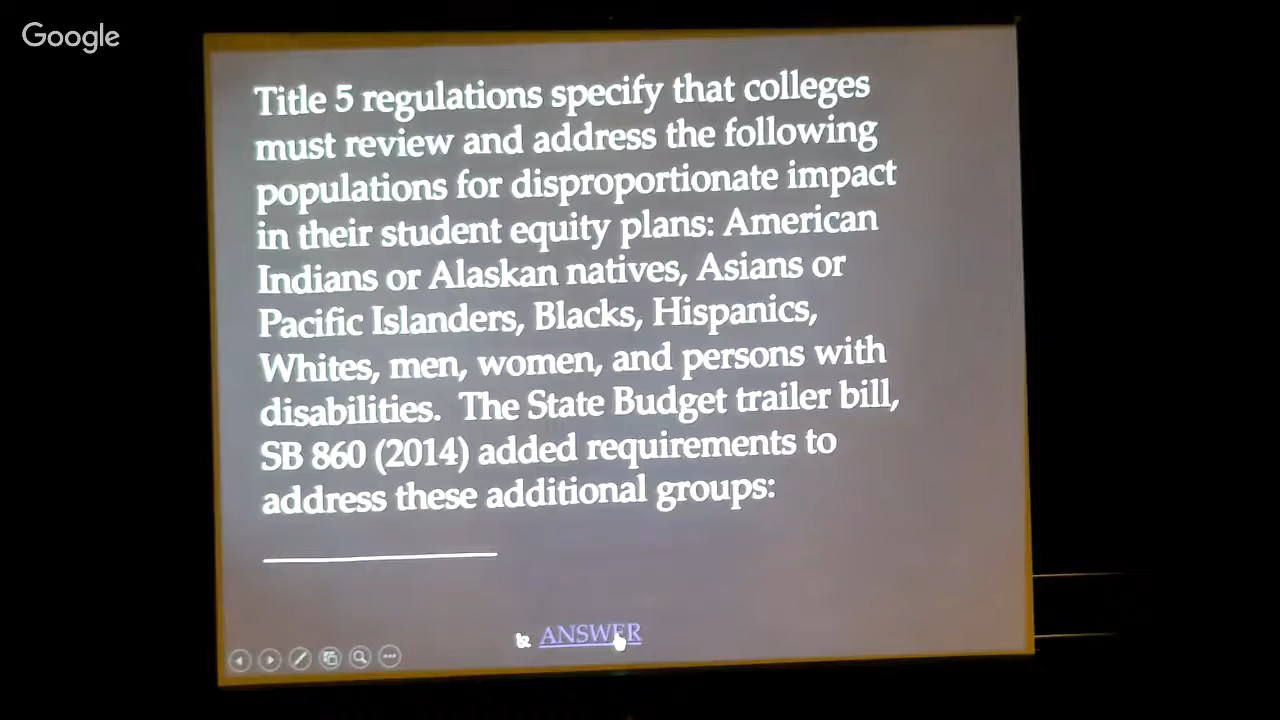 Google
Title 5 regulations specify that colleges
must review and address the following
populations for disproportionate impact
in their student equity plans: American
Indians or Alaskan natives, Asians or
Pacific Islanders, Blacks, Hispanics,
Whites, men, women, and persons with
disabilities. The State Budget trailer bill,
SB 860 (2014) added requirements to
address these additional groups:
ANSWER